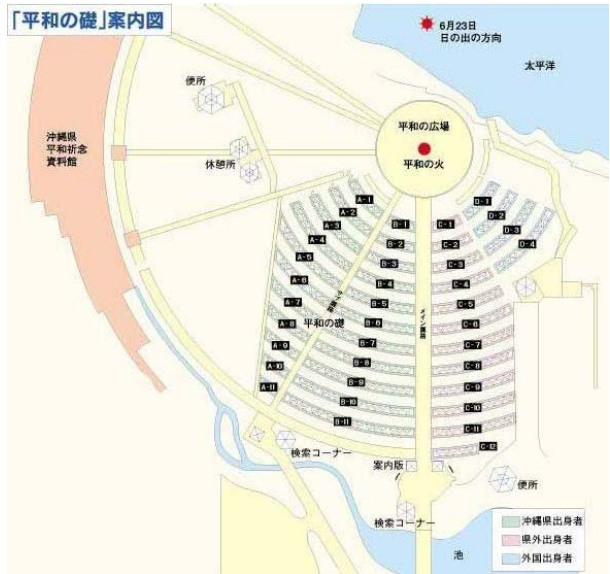 「平和の礎」案内図
6月23日
日の出の方向
太平洋
便所
平和の広場
平和の火
沖縄県
平和祈念
資料館
休憩所
A-1
A-2
A-3
A-4
A-5
A-6
A-7
A-8
A-9
A-10
A-11
B-1
B-2
B-3
B-4
B-5
B-6
B-7
B-8
B-9
B-10
B-11
C-1
C-2
C-3
C-4
C-5
C-6
C-7
C-8
C-9
C-10
C-11
C-12
D-1
D-2
D-3
D-4
平和の礎
検索コーナー
案内版
便所
検索コーナー
池
沖縄県出身者
県外出身者
外国出身者